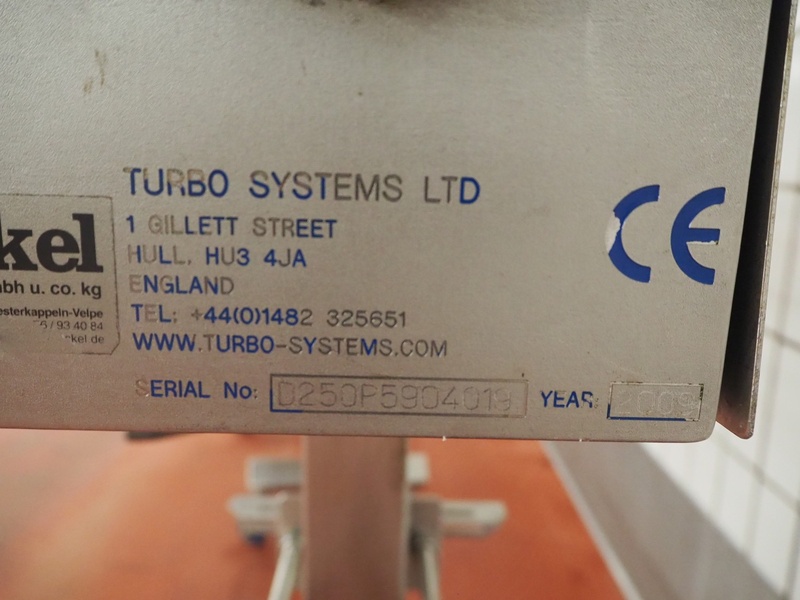 TURBO SYSTEMS LTD
1 GILLETT STREET
HULL, HU3 4JA
ENGLAND
TEL: +44(0)1482 325651
WWW.TURBO-SYSTEMS.COM
SERIAL No: D250P5904019 YEAR:
CE
kel
mbh u. co. kg
esterkappeln-Velpe
6 / 93 40 84
kel de